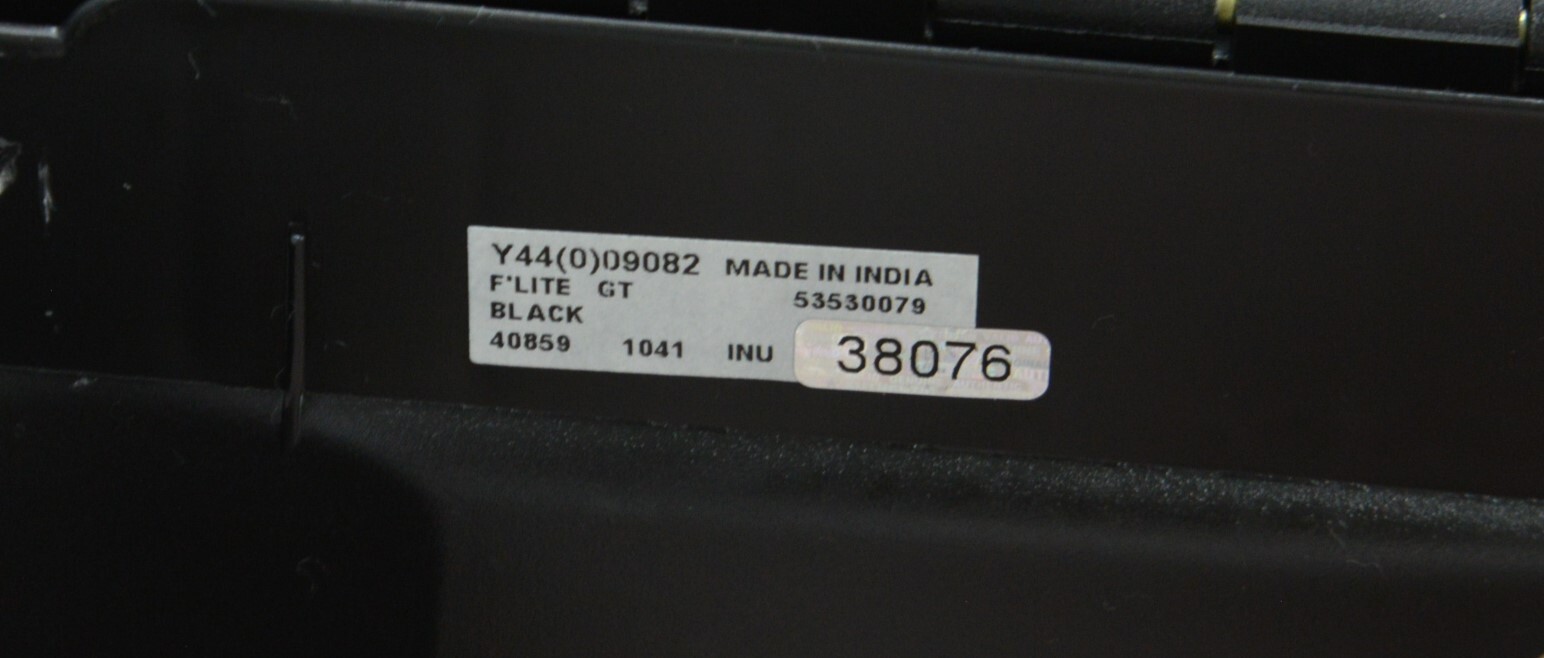 Y44(0)09082 MADE IN INDIA
F'LITE GT 53530079
BLACK
40859 1041 INU 38076